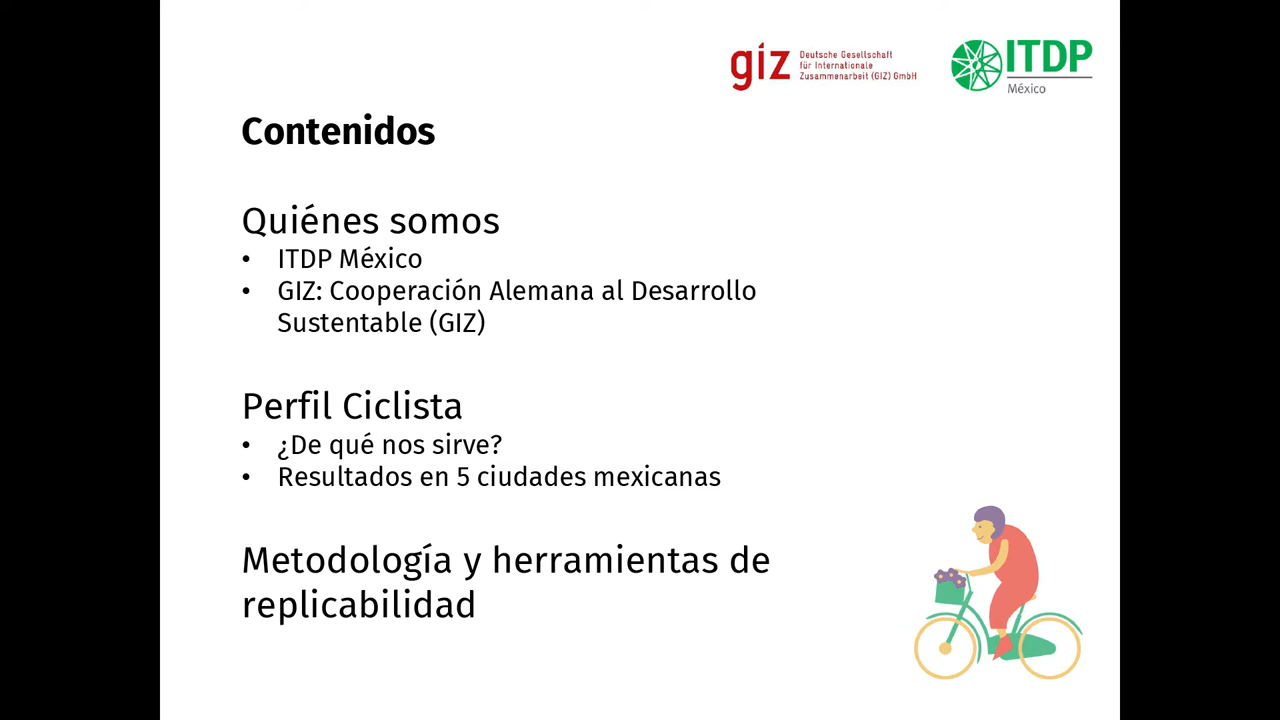 giz Deutsche Gesellschaft
für Internationale
Zusammenarbeit (GIZ) GmbH
ITDP
México
Contenidos
Quiénes somos
• ITDP México
• GIZ: Cooperación Alemana al Desarrollo
Sustentable (GIZ)
Perfil Ciclista
• ¿De qué nos sirve?
• Resultados en 5 ciudades mexicanas
Metodología y herramientas de
replicabilidad